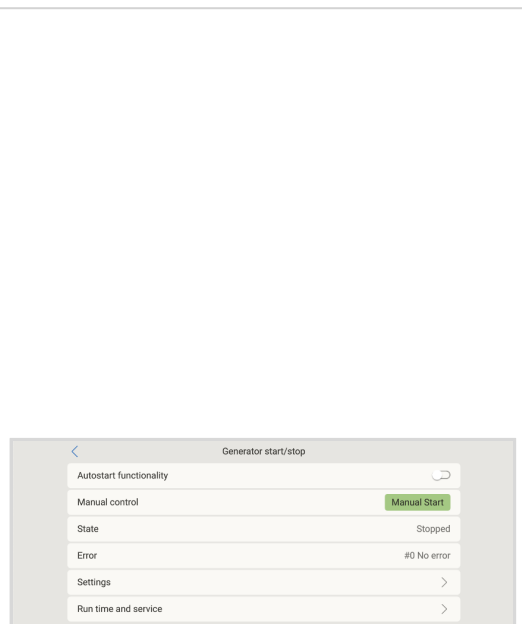 Generator start/stop
Autostart functionality
Manual control Manual Start
State Stopped
Error #0 No error
Settings
Run time and service